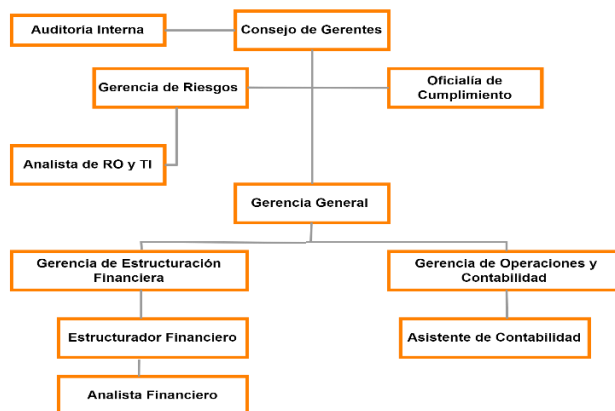 Auditoría Interna
Consejo de Gerentes
Gerencia de Riesgos
Oficialía de
Cumplimiento
Analista de RO y TI
Gerencia General
Gerencia de Estructuración
Financiera
Gerencia de Operaciones y
Contabilidad
Estructurador Financiero
Asistente de Contabilidad
Analista Financiero